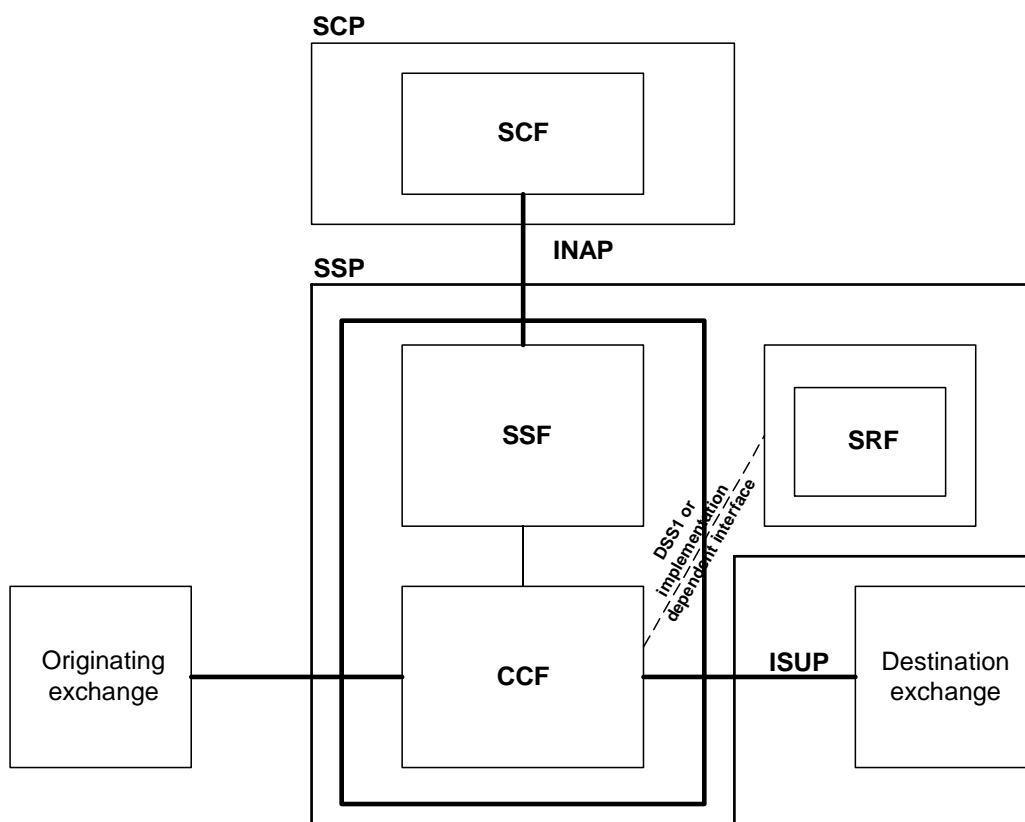 SCP
SCF
INAP
SSP
SSF
SRF
DSS1 or
implementation
dependent interface
Originating
exchange
CCF
ISUP
Destination
exchange